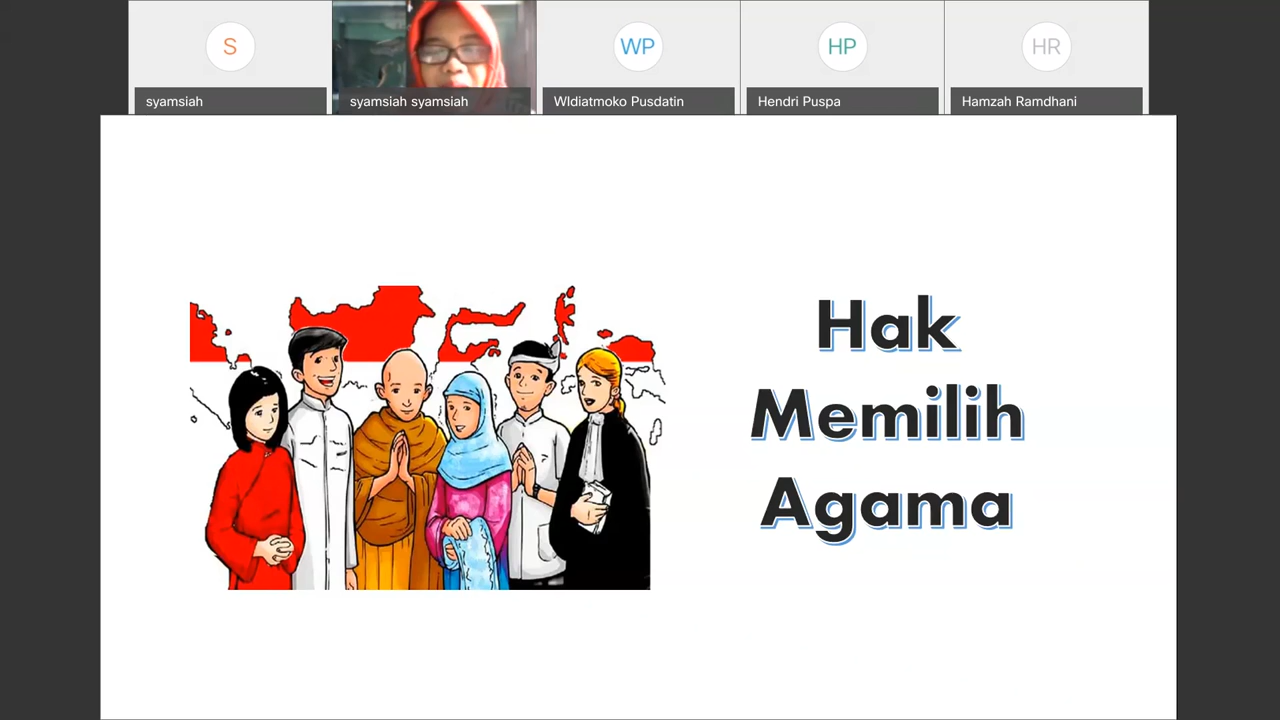 S
WP
HP
HR
syamsiah
syamsiah syamsiah
WIdiatmoko Pusdatin
Hendri Puspa
Hamzah Ramdhani
Hak
Memilih
Agama